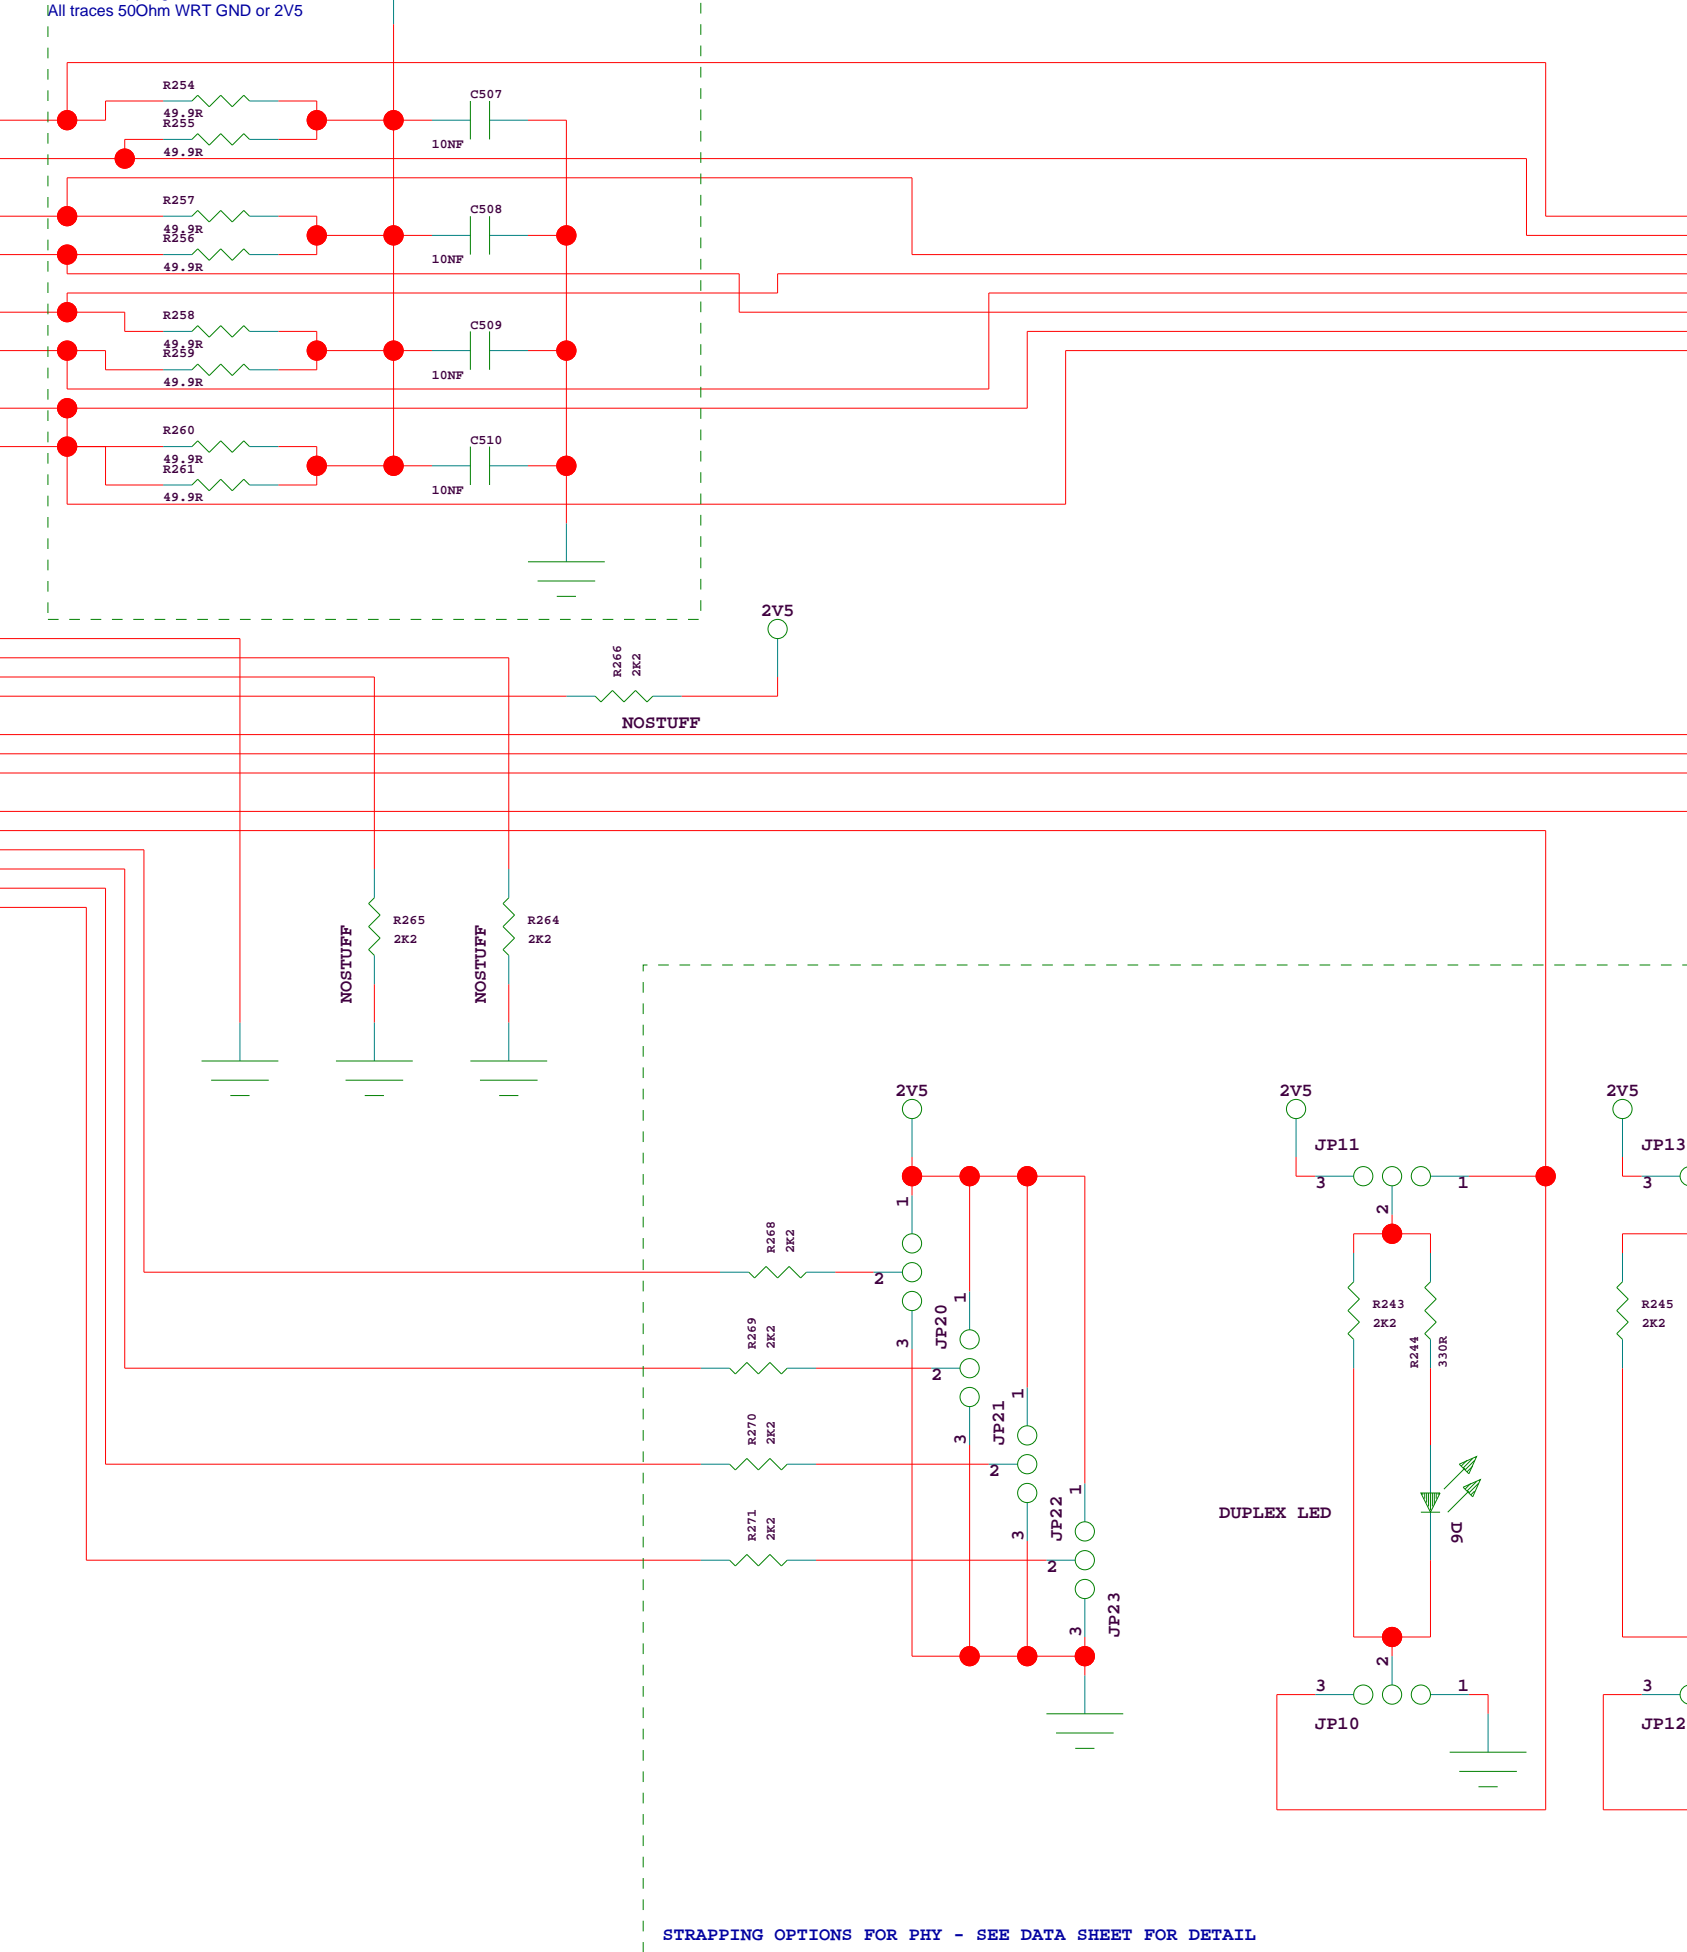 All traces 50Ohm WRT GND or 2V5
R254
49.9R
R255
49.9R
C507
10NF
R257
49.9R
R256
49.9R
C508
10NF
R258
49.9R
R259
49.9R
C509
10NF
R260
49.9R
R261
49.9R
C510
10NF
2V5
R266
2K2
NOSTUFF
NOSTUFF
R265
2K2
NOSTUFF
R264
2K2
2V5
2V5
2V5
JP11
JP13
3
1
3
1
2
R268
2K2
2
3
JP20
1
R269
2K2
2
3
JP21
1
R270
2K2
2
3
JP22
1
R271
2K2
2
3
JP23
R243
2K2
R244
330R
R245
2K2
DUPLEX LED
D6
2
3
1
3
JP10
JP12
STRAPPING OPTIONS FOR PHY - SEE DATA SHEET FOR DETAIL